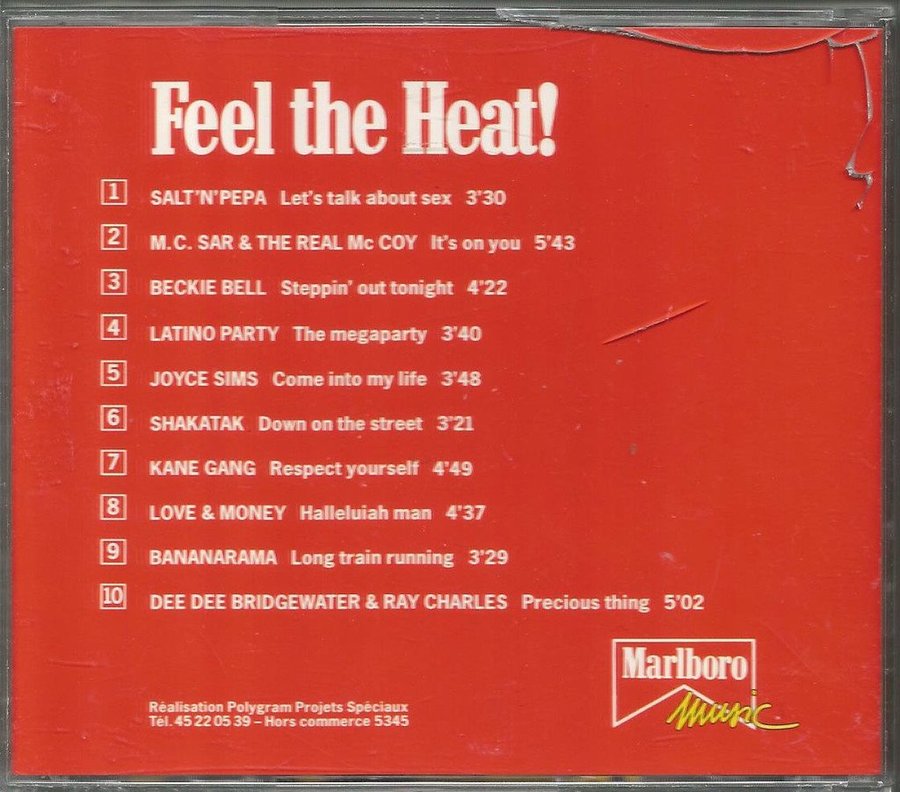 Feel the Heat!
1 SALT'N'PEPA Let's talk about sex 3'30
2 M.C. SAR & THE REAL Mc COY It's on you 5'43
3 BECKIE BELL Steppin' out tonight 4'22
4 LATINO PARTY The megaparty 3'40
5 JOYCE SIMS Come into my life 3'48
6 SHAKATAK Down on the street 3'21
7 KANE GANG Respect yourself 4'49
8 LOVE & MONEY Halleluiah man 4'37
9 BANANARAMA Long train running 3'29
10 DEE DEE BRIDGEWATER & RAY CHARLES Precious thing 5'02
Marlboro
Music
Réalisation Polygram Projets Spéciaux
Tél. 45 22 05 39 – Hors commerce 5345